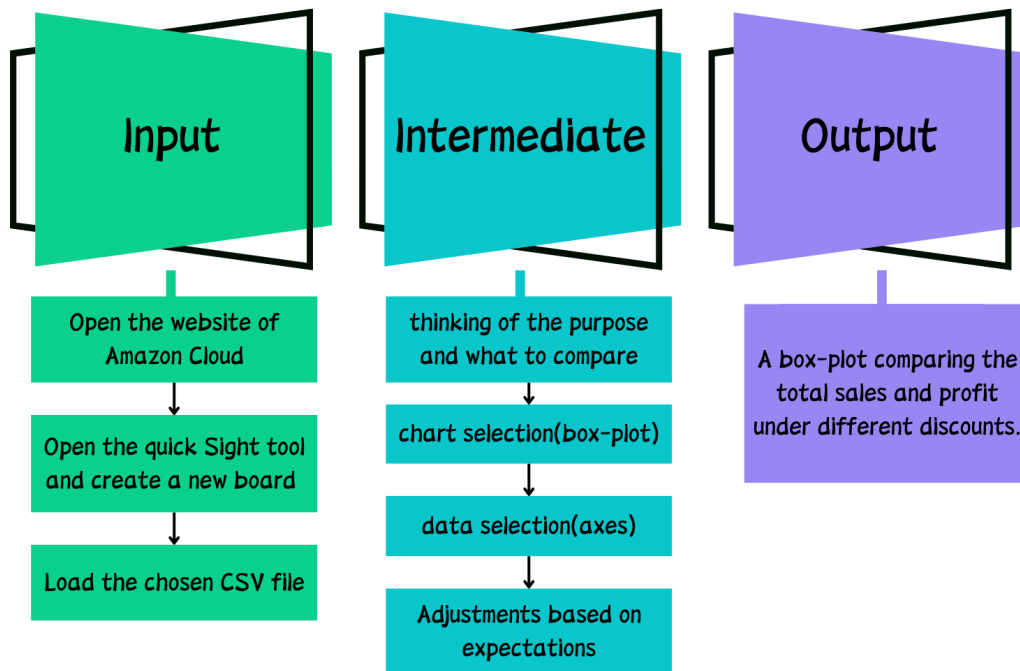 Input
Open the website of
Amazon Cloud
Open the quick Sight tool
and create a new board
Load the chosen CSV file
Intermediate
thinking of the purpose
and what to compare
chart selection(box-plot)
data selection(axes)
Adjustments based on
expectations
Output
A box-plot comparing the
total sales and profit
under different discounts.